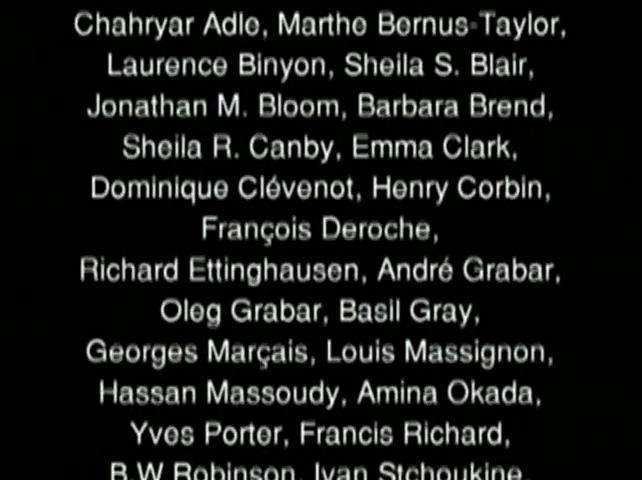 Chahryar Adle, Marthe Bernus-Taylor,
Laurence Binyon, Sheila S. Blair,
Jonathan M. Bloom, Barbara Brend,
Sheila R. Canby, Emma Clark,
Dominique Clévenot, Henry Corbin,
François Deroche,
Richard Ettinghausen, André Grabar,
Oleg Grabar, Basil Gray,
Georges Marçais, Louis Massignon,
Hassan Massoudy, Amina Okada,
Yves Porter, Francis Richard,
B.W Robinson, Ivan Stchoukine,